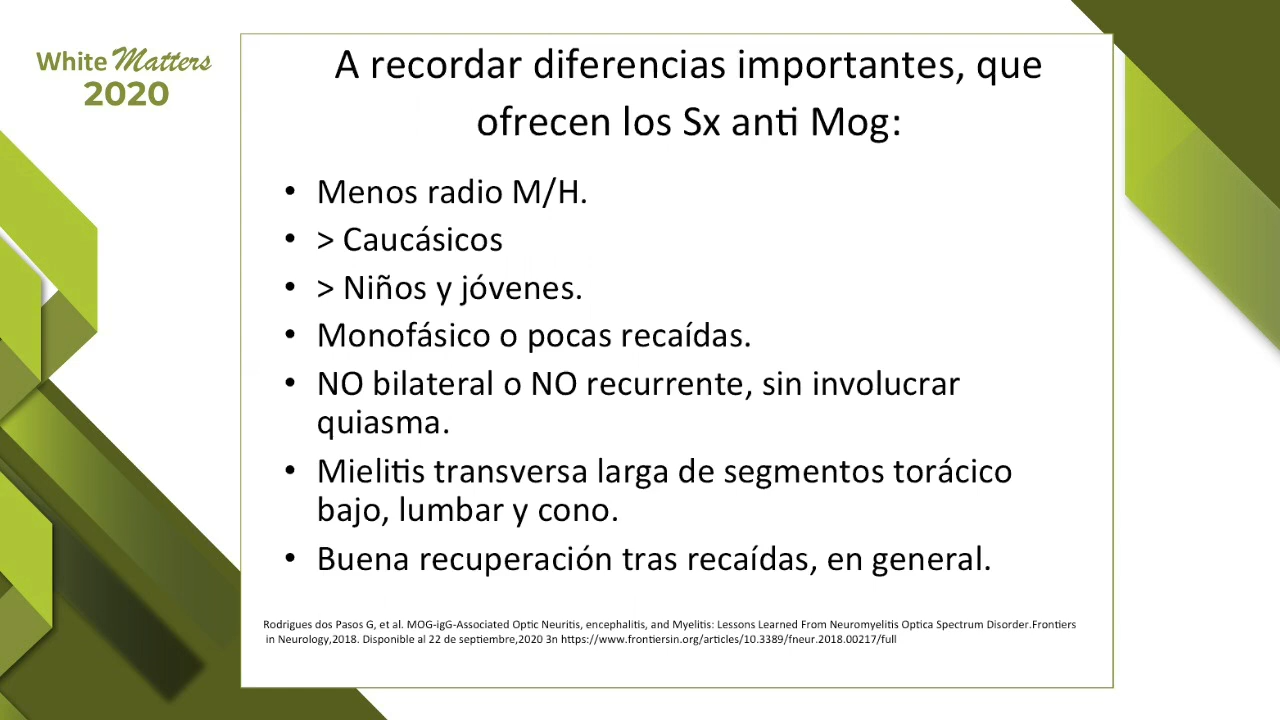 White Matters
2020
A recordar diferencias importantes, que
ofrecen los Sx anti Mog:
• Menos radio M/H.
• > Caucásicos
• > Niños y jóvenes.
• Monofásico o pocas recaídas.
• NO bilateral o NO recurrente, sin involucrar
quiasma.
• Mielitis transversa larga de segmentos torácico
bajo, lumbar y cono.
• Buena recuperación tras recaídas, en general.
Rodrigues dos Pasos G, et al. MOG-igG-Associated Optic Neuritis, encephalitis, and Myelitis: Lessons Learned From Neuromyelitis Optica Spectrum Disorder.Frontiers
in Neurology,2018. Disponible al 22 de septiembre,2020 3n https://www.frontiersin.org/articles/10.3389/fneur.2018.00217/full